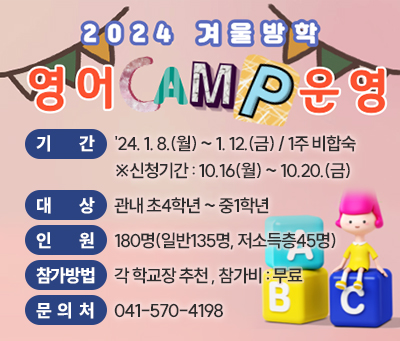 2024 겨울방학
영어 CAMP 운영
기 간 '24. 1. 8.(월) ~ 1. 12.(금) / 1주 비합숙
※신청기간 : 10.16(월) ~ 10.20.(금)
대 상 관내 초4학년 ~ 중1학년
인 원 180명(일반135명, 저소득층45명)
참가방법 각 학교장 추천 , 참가비 : 무료
문 의 처 041-570-4198
A
B C